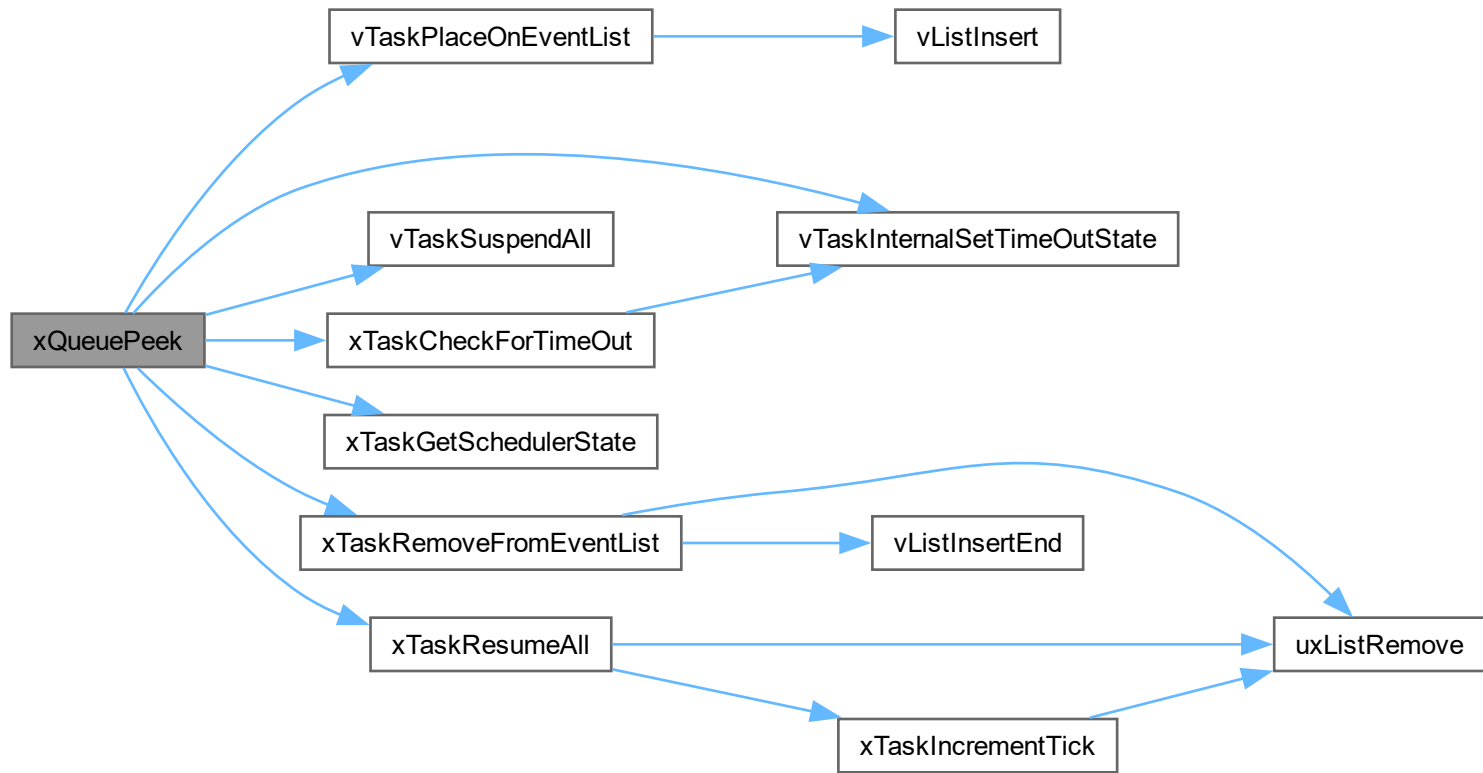 vTaskPlaceOnEventList
vListInsert
vTaskSuspendAll
vTaskInternalSetTimeOutState
xQueuePeek
xTaskCheckForTimeOut
xTaskGetSchedulerState
xTaskRemoveFromEventList
vListInsertEnd
xTaskResumeAll
uxListRemove
xTaskIncrementTick